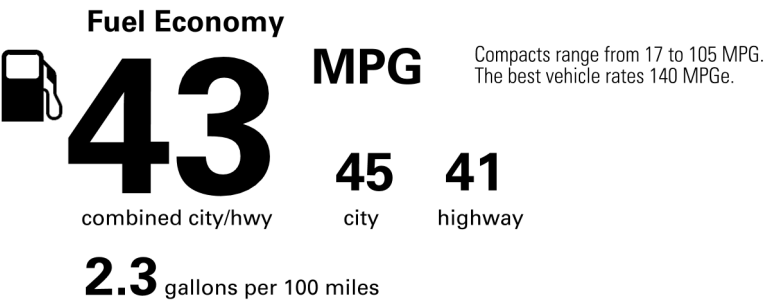 Fuel Economy
43
MPG
Compacts range from 17 to 105 MPG.
The best vehicle rates 140 MPGe.
combined city/hwy
45
city
41
highway
2.3 gallons per 100 miles